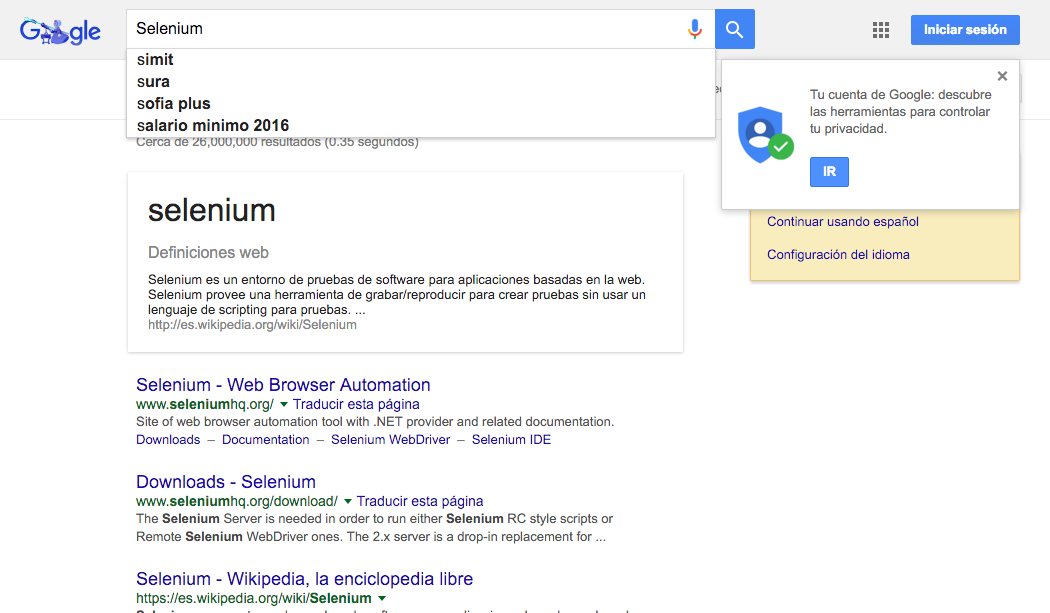 Google
Selenium
Iniciar sesión
simit
sura
sofia plus
salario minimo 2016
Cerca de 26,000,000 resultados (0.35 segundos)
Tu cuenta de Google: descubre
las herramientas para controlar
tu privacidad.
IR
Continuar usando español
Configuración del idioma
selenium
Definiciones web
Selenium es un entorno de pruebas de software para aplicaciones basadas en la web.
Selenium provee una herramienta de grabar/reproducir para crear pruebas sin usar un
lenguaje de scripting para pruebas. ...
http://es.wikipedia.org/wiki/Selenium
Selenium - Web Browser Automation
www.seleniumhq.org/ ▼ Traducir esta página
Site of web browser automation tool with .NET provider and related documentation.
Downloads – Documentation – Selenium WebDriver – Selenium IDE
Downloads - Selenium
www.seleniumhq.org/download/ ▼ Traducir esta página
The Selenium Server is needed in order to run either Selenium RC style scripts or
Remote Selenium WebDriver ones. The 2.x server is a drop-in replacement for ...
Selenium - Wikipedia, la enciclopedia libre
https://es.wikipedia.org/wiki/Selenium ▼